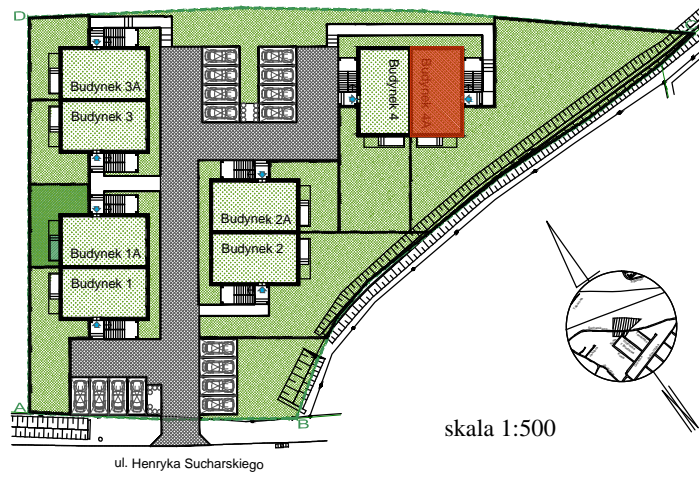 D
Budynek 3A
Budynek 3
Budynek 4
Budynek 4A
Budynek 2A
Budynek 2
Budynek 1A
Budynek 1
A
B
skala 1:500
ul. Henryka Sucharskiego